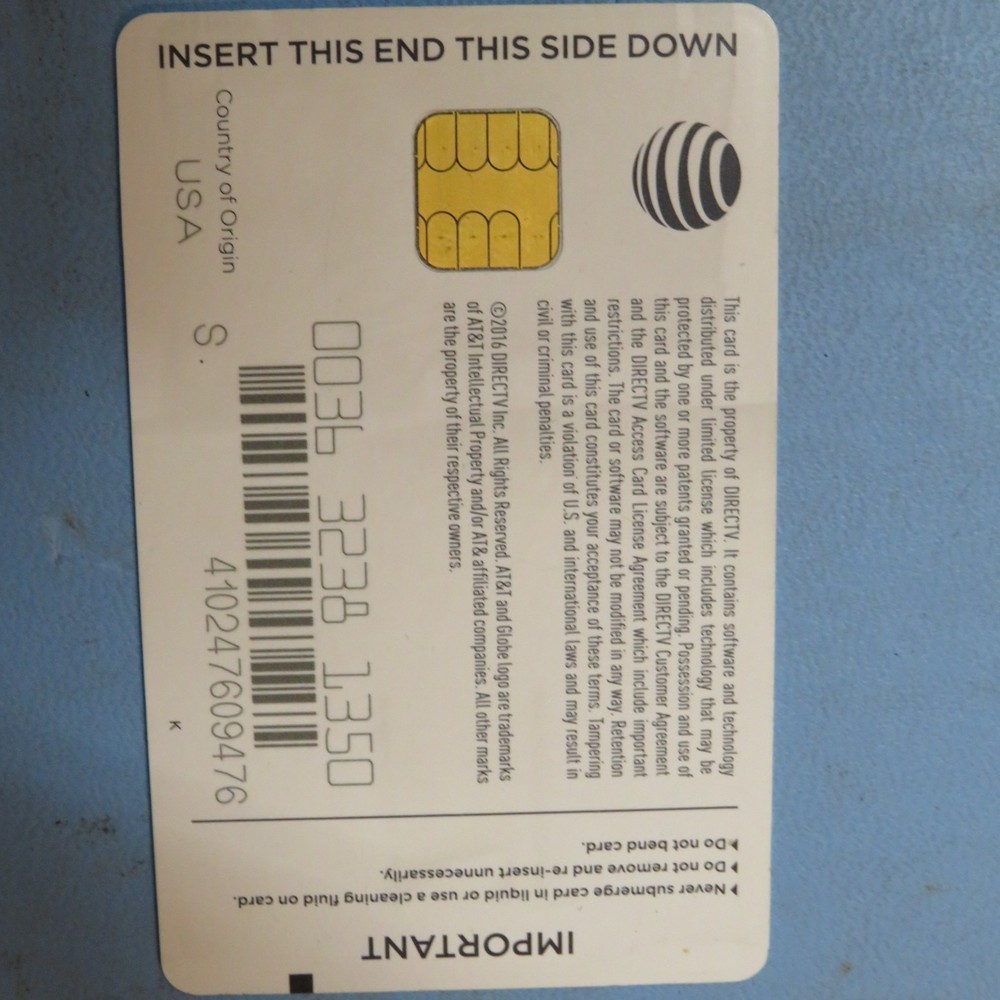 INSERT THIS END THIS SIDE DOWN
This card is the property of DIRECTV. It contains software and technology
distributed under limited license which includes technology that may be
protected by one or more patents granted or pending. Possession and use of
this card and the software are subject to the DIRECTV Customer Agreement
and the DIRECTV Access Card License Agreement which include important
restrictions. The card or software may not be modified in any way. Retention
and use of this card constitutes your acceptance of these terms. Tampering
with this card is a violation of U.S. and international laws and may result in
civil or criminal penalties.
©2016 DIRECTV Inc. All Rights Reserved. AT&T and Globe logo are trademarks
of AT&T Intellectual Property and/or AT& affiliated companies. All other marks
are the property of their respective owners.
0036 3238 1350
Country of Origin
USA
S.
410247609476
K
IMPORTANT
Never submerge card in liquid or use a cleaning fluid on card.
Do not remove and re-insert unnecessarily.
Do not bend card.